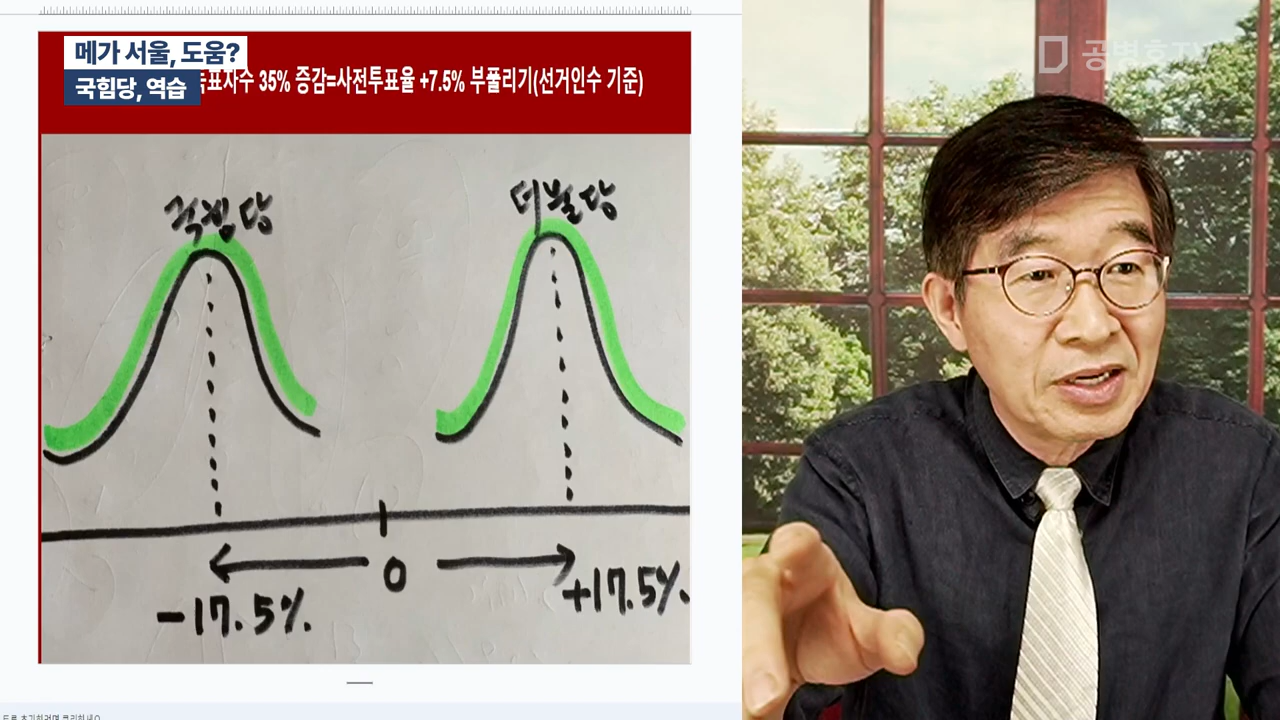 메가 서울, 도움?
국힘당, 역습
득표자수 35% 증감=사전투표율 +7.5% 부풀리기(선거인수 기준)
공병호TV
국힘당
더불당
0
-17.5%
+17.5%